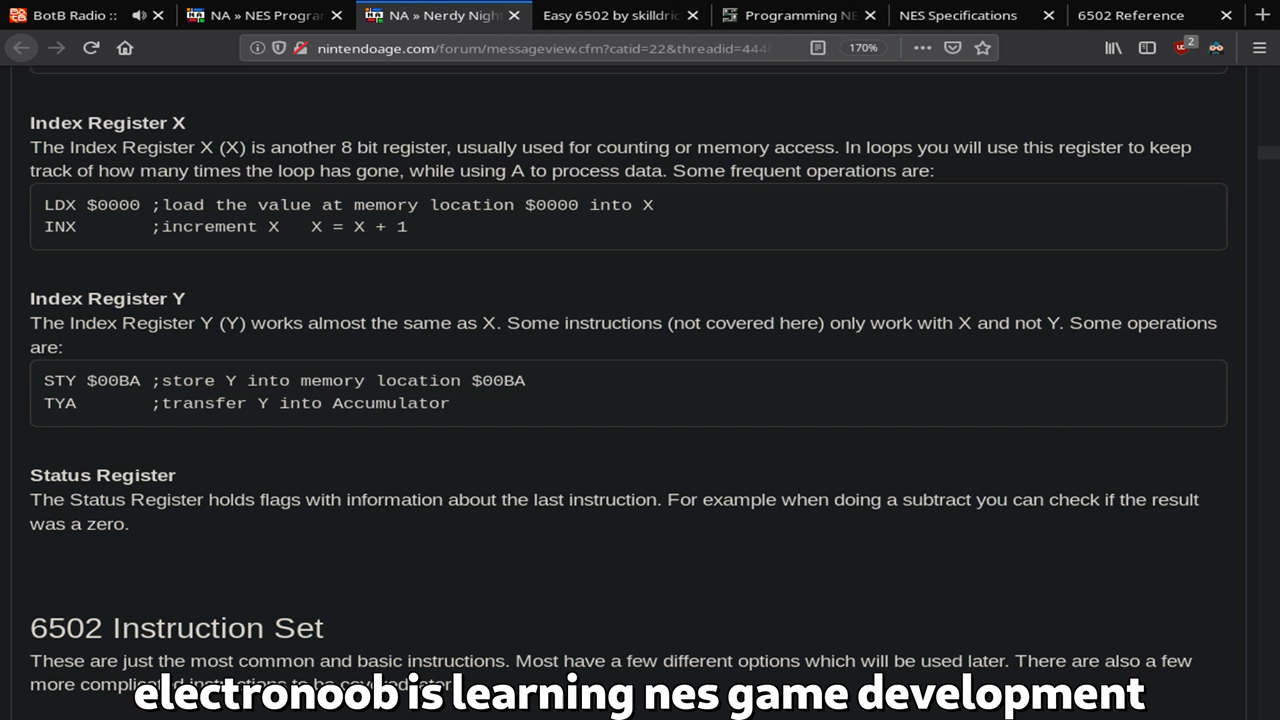 BotB Radio ::
NA » NES Progra
NA » Nerdy Nigh
Easy 6502 by skilldric
Programming NE
NES Specifications
6502 Reference
nintendoage.com/forum/messageview.cfm?catid=22&threadid=444
170%
2
Index Register X
The Index Register X (X) is another 8 bit register, usually used for counting or memory access. In loops you will use this register to keep
track of how many times the loop has gone, while using A to process data. Some frequent operations are:
LDX $0000 ;load the value at memory location $0000 into X
INX ;increment X X = X + 1
Index Register Y
The Index Register Y (Y) works almost the same as X. Some instructions (not covered here) only work with X and not Y. Some operations
are:
STY $00BA ;store Y into memory location $00BA
TYA ;transfer Y into Accumulator
Status Register
The Status Register holds flags with information about the last instruction. For example when doing a subtract you can check if the result
was a zero.
6502 Instruction Set
These are just the most common and basic instructions. Most have a few different options which will be used later. There are also a few
more complicated instructions to be
electronoob is learning nes game development